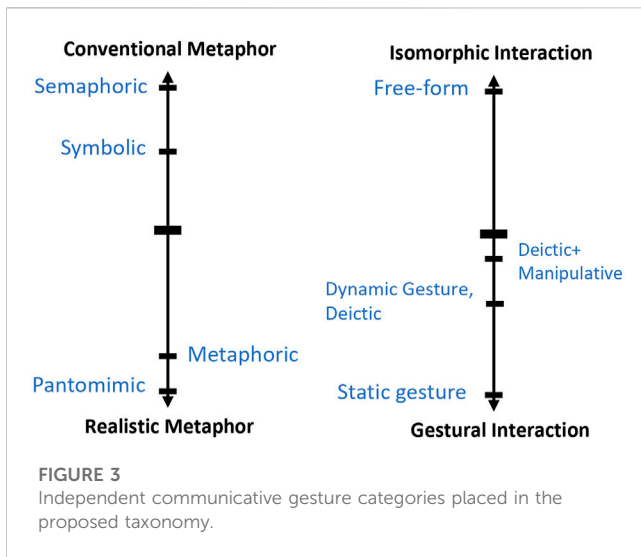 Conventional Metaphor
Semaphoric
Symbolic
Metaphoric
Pantomimic
Realistic Metaphor
Isomorphic Interaction
Free-form
Deictic+
Manipulative
Dynamic Gesture,
Deictic
Static gesture
Gestural Interaction
FIGURE 3
Independent communicative gesture categories placed in the
proposed taxonomy.